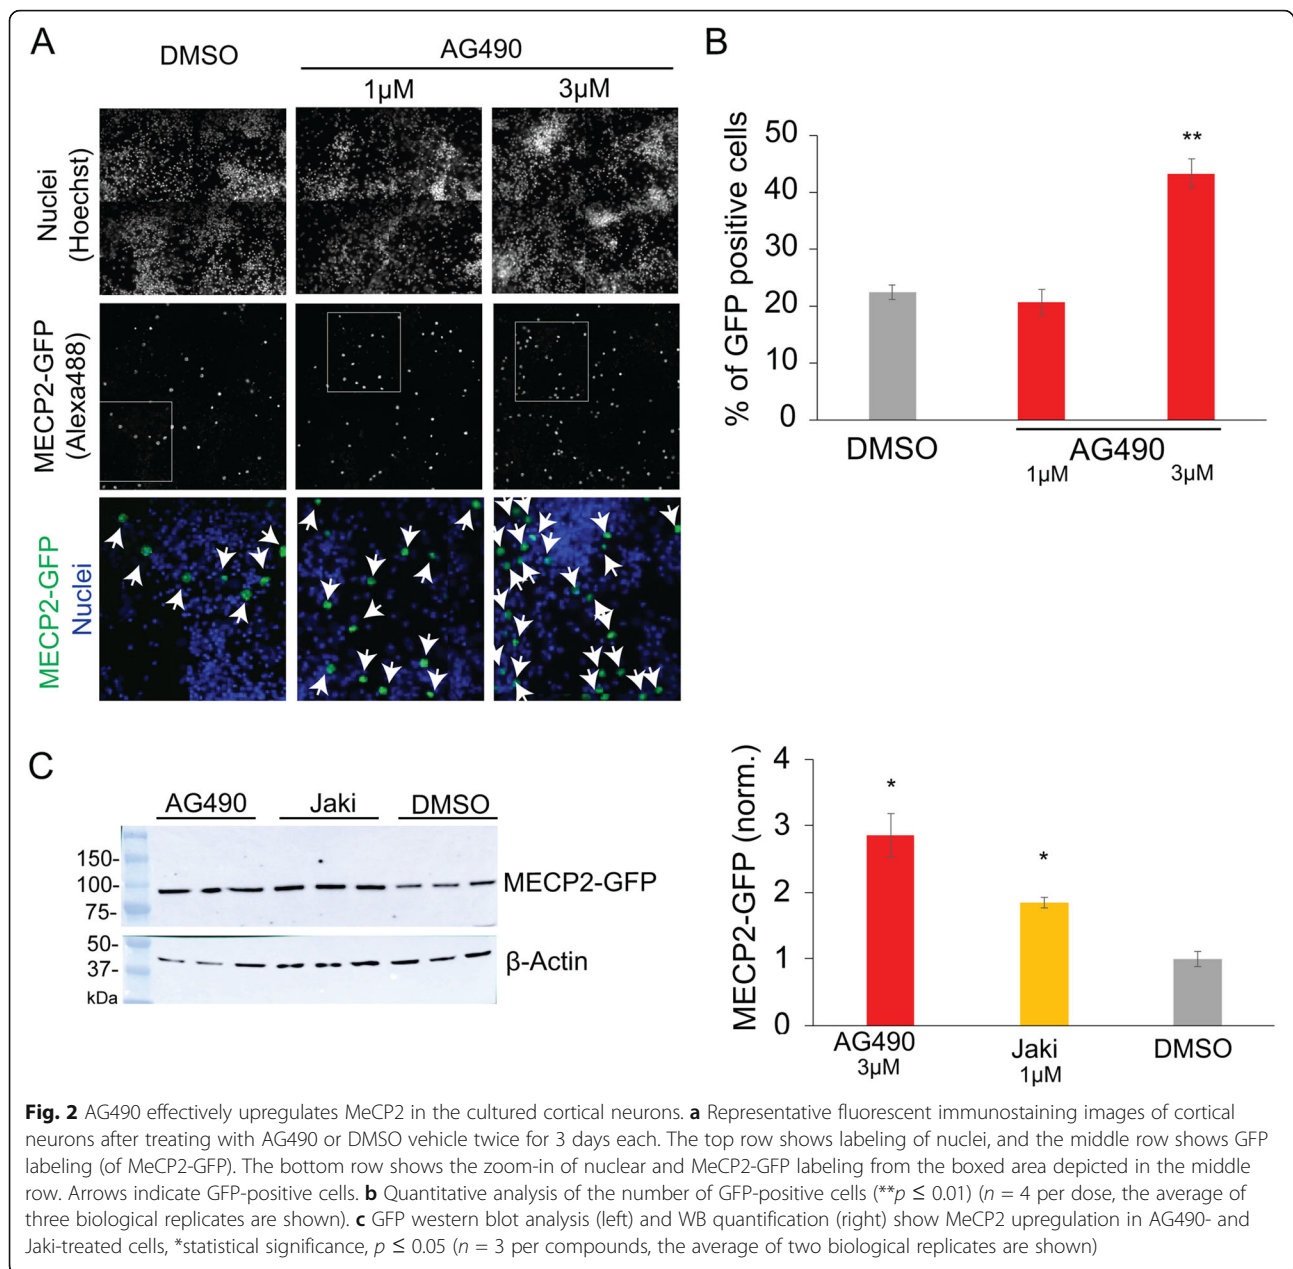 A
DMSO
AG490
1µM
3µM
Nuclei
(Hoechst)
MECP2-GFP
(Alexa488)
MECP2-GFP
Nuclei
B
% of GFP positive cells
50
40
30
20
10
0
**
DMSO
AG490
1µM
3µM
C
AG490
Jaki
DMSO
150-
100-
75-
MECP2-GFP
50-
37-
kDa
β-Actin
MECP2-GFP (norm.)
4
3
2
1
0
*
*
AG490
3µM
Jaki
1µM
DMSO
Fig. 2 AG490 effectively upregulates MeCP2 in the cultured cortical neurons. a Representative fluorescent immunostaining images of cortical
neurons after treating with AG490 or DMSO vehicle twice for 3 days each. The top row shows labeling of nuclei, and the middle row shows GFP
labeling (of MeCP2-GFP). The bottom row shows the zoom-in of nuclear and MeCP2-GFP labeling from the boxed area depicted in the middle
row. Arrows indicate GFP-positive cells. b Quantitative analysis of the number of GFP-positive cells (**p ≤ 0.01) (n = 4 per dose, the average of
three biological replicates are shown). c GFP western blot analysis (left) and WB quantification (right) show MeCP2 upregulation in AG490- and
Jaki-treated cells, *statistical significance, p ≤ 0.05 (n = 3 per compounds, the average of two biological replicates are shown)